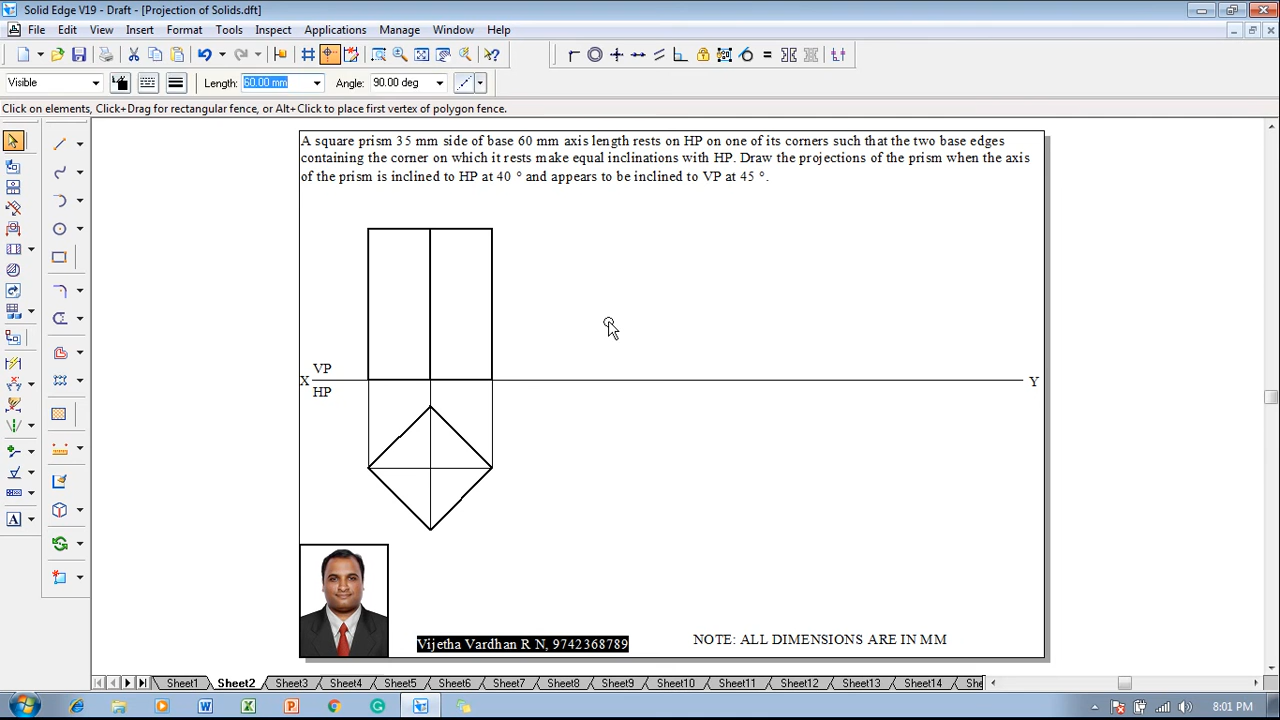 Solid Edge V19 - Draft - [Projection of Solids.dft]
File Edit View Insert Format Tools Inspect Applications Manage Window Help
Visible Length: 60.00 mm Angle: 90.00 deg
Click on elements, Click+Drag for rectangular fence, or Alt+Click to place first vertex of polygon fence.
A square prism 35 mm side of base 60 mm axis length rests on HP on one of its corners such that the two base edges
containing the corner on which it rests make equal inclinations with HP. Draw the projections of the prism when the axis
of the prism is inclined to HP at 40 ° and appears to be inclined to VP at 45 °.
VP
X Y
HP
Vijetha Vardhan R N, 9742368789
NOTE: ALL DIMENSIONS ARE IN MM
Sheet1 Sheet2 Sheet3 Sheet4 Sheet5 Sheet6 Sheet7 Sheet8 Sheet9 Sheet10 Sheet11 Sheet12 Sheet13 Sheet14 She
8:01 PM